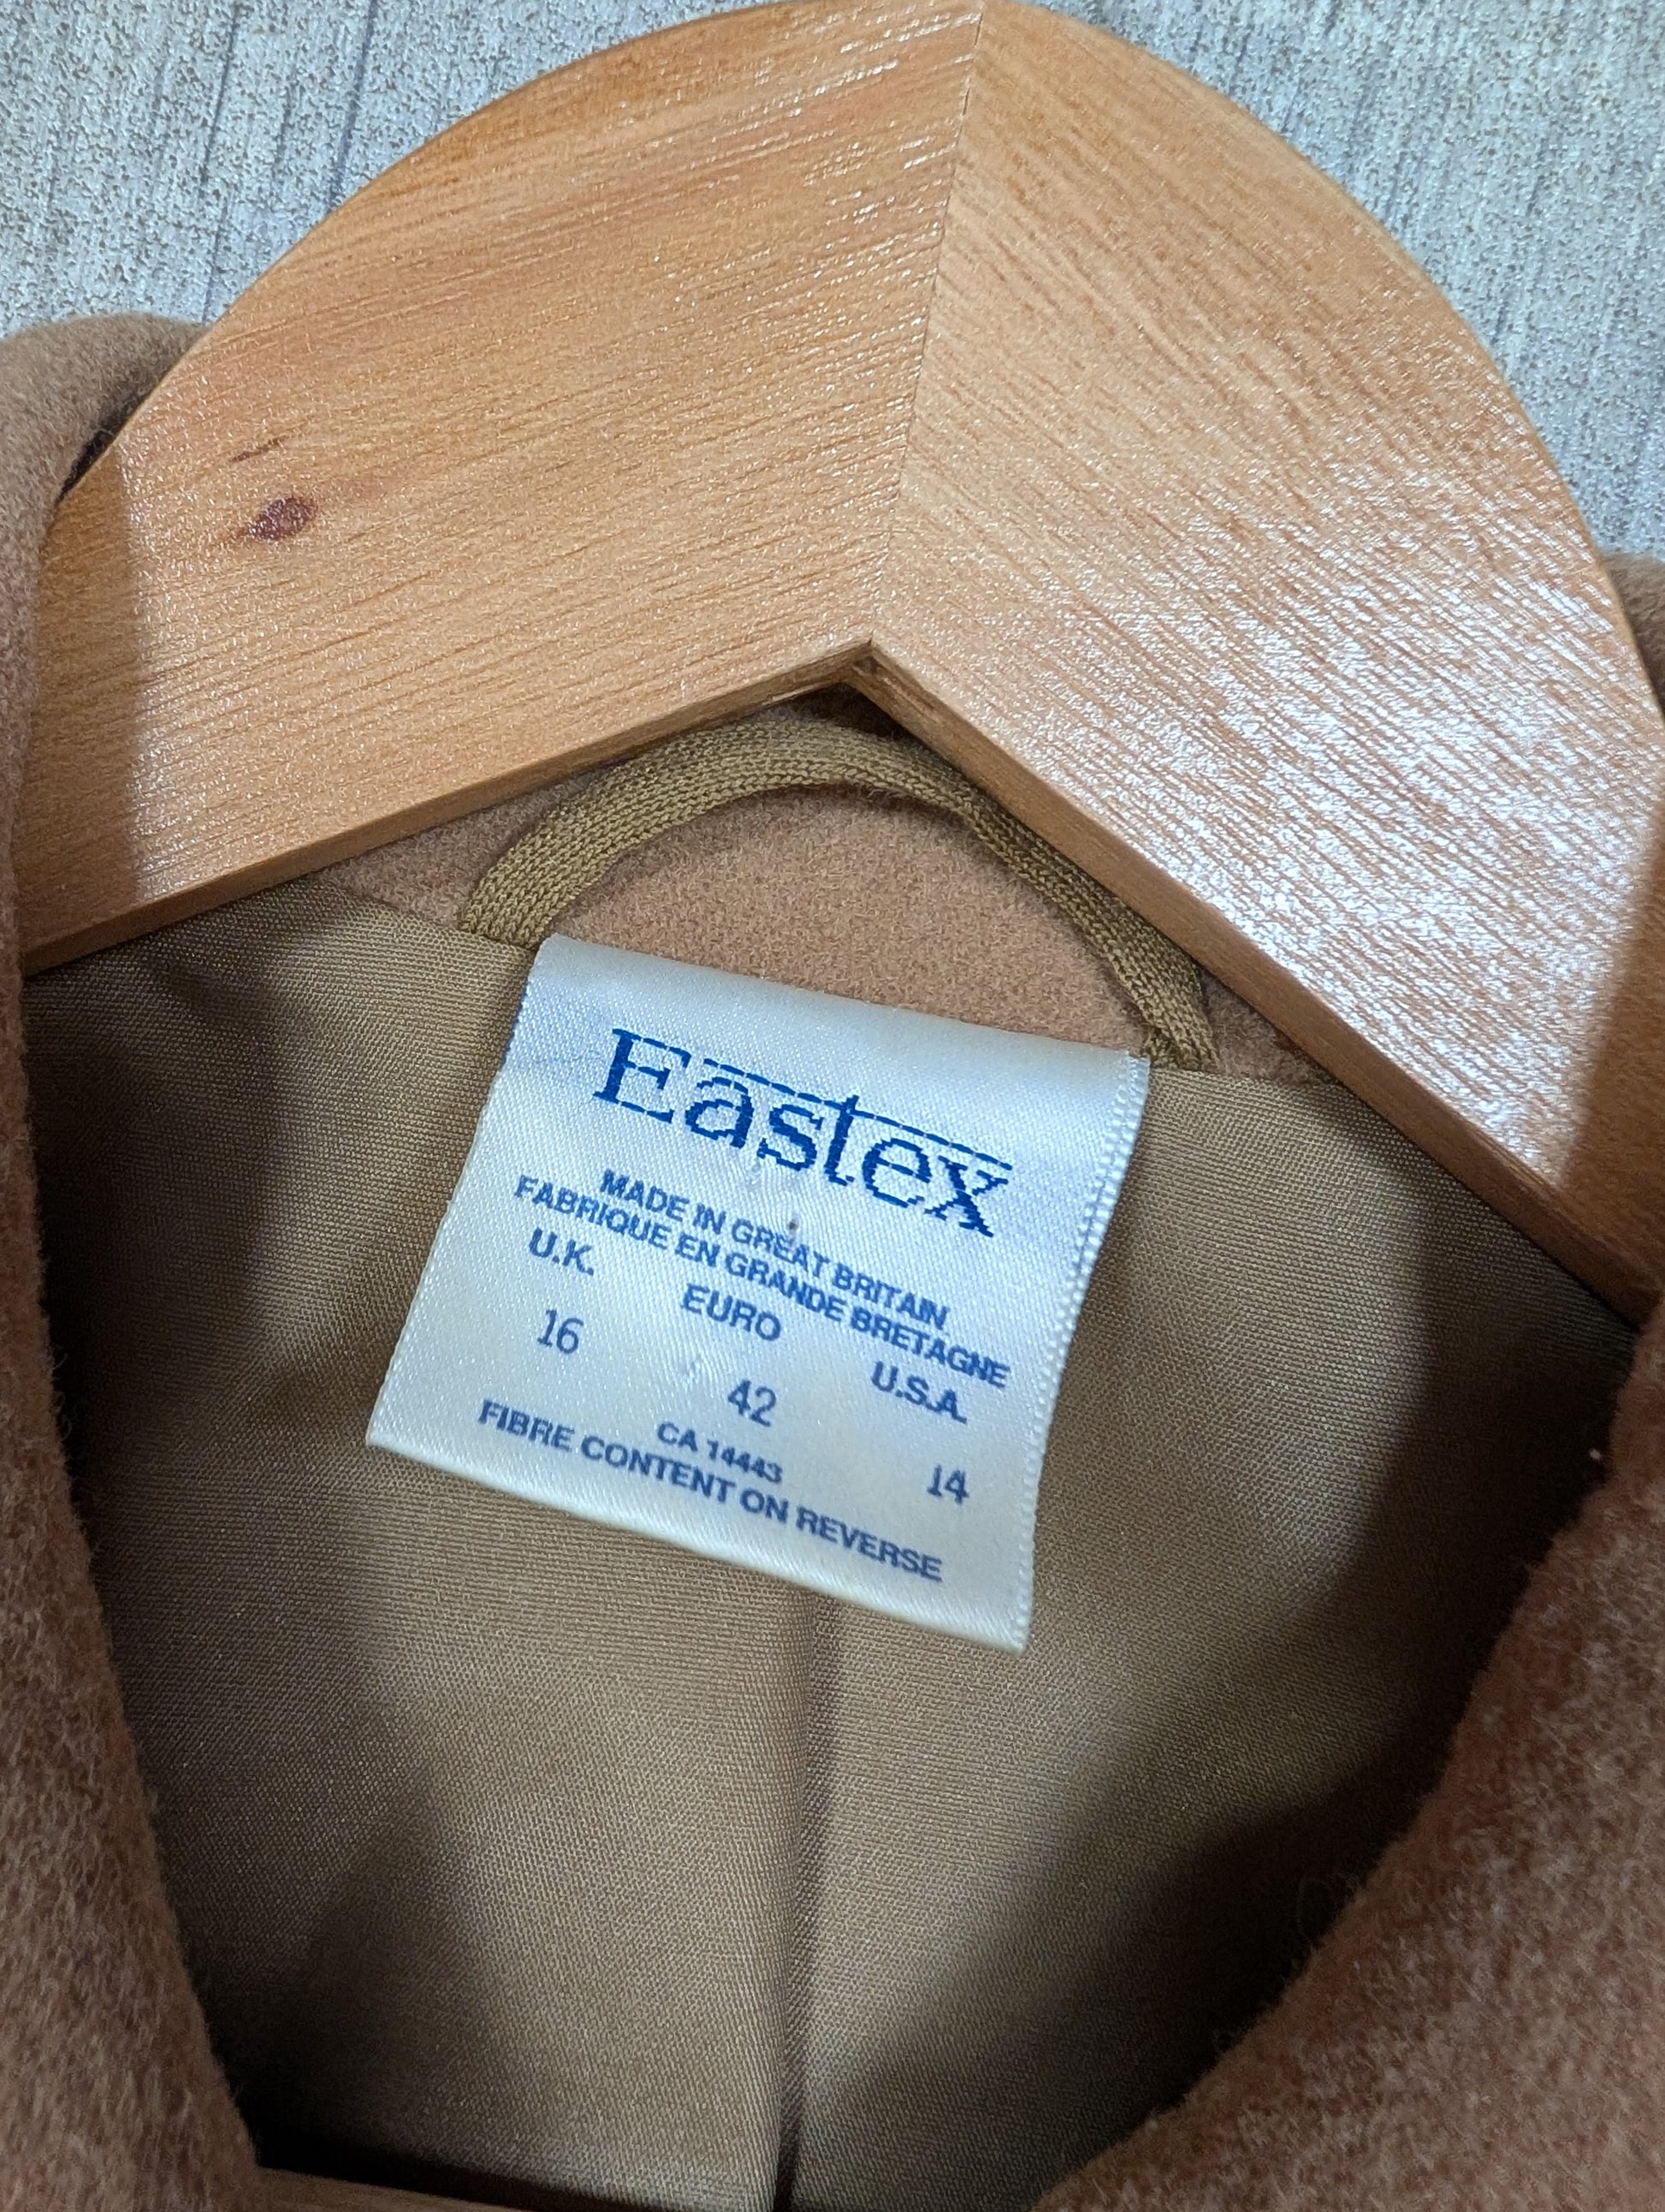 Eastex
MADE IN GREAT BRITAIN
FABRIQUE EN GRANDE BRETAGNE
U.K. EURO U.S.A.
16 42 14
CA 14443
FIBRE CONTENT ON REVERSE